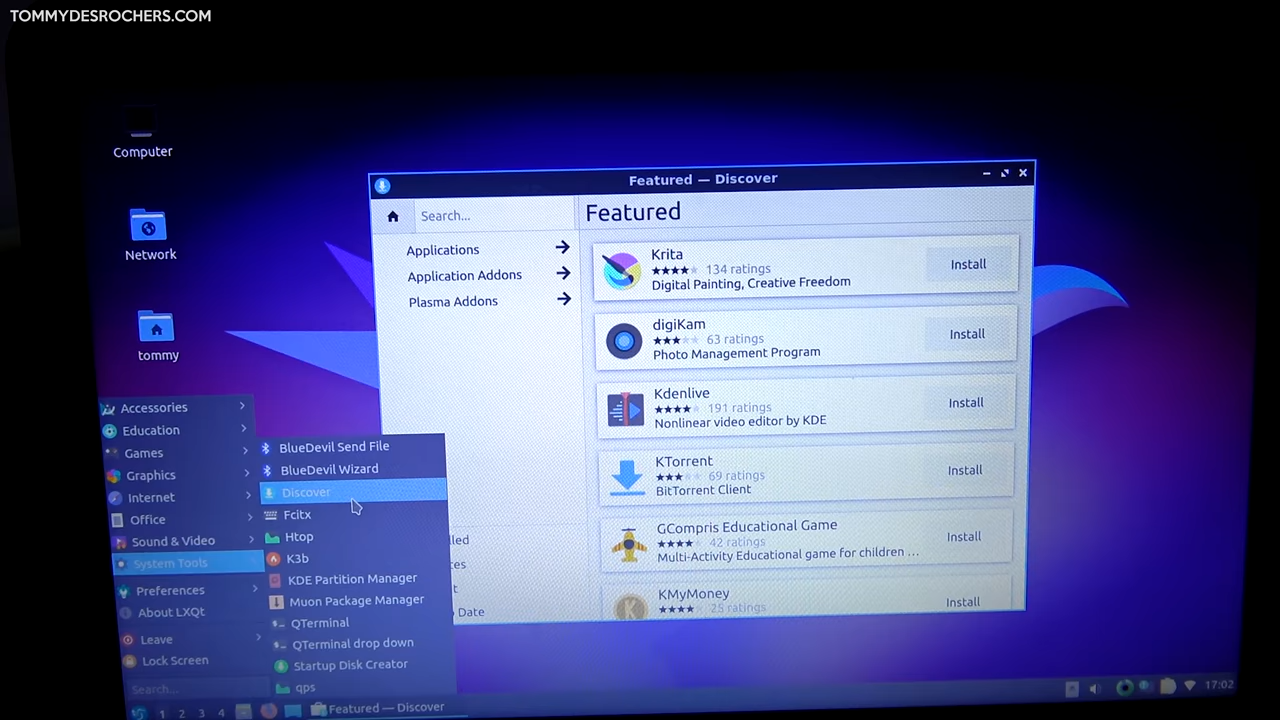 TOMMYDESROCHERS.COM
Computer
Network
tommy
Featured — Discover
Search...
Applications
Application Addons
Plasma Addons
Featured
Krita
134 ratings
Digital Painting, Creative Freedom
Install
digiKam
63 ratings
Photo Management Program
Install
Kdenlive
191 ratings
Nonlinear video editor by KDE
Install
KTorrent
69 ratings
BitTorrent Client
Install
GCompris Educational Game
42 ratings
Multi-Activity Educational game for children ...
Install
KMyMoney
25 ratings
Install
lled
es
t
Date
Accessories
Education
Games
Graphics
Internet
Office
Sound & Video
System Tools
Preferences
About LXQt
Leave
Lock Screen
Search...
BlueDevil Send File
BlueDevil Wizard
Discover
Fcitx
Htop
K3b
KDE Partition Manager
Muon Package Manager
QTerminal
QTerminal drop down
Startup Disk Creator
qps
1 2 3 4
Featured — Discover
17:02